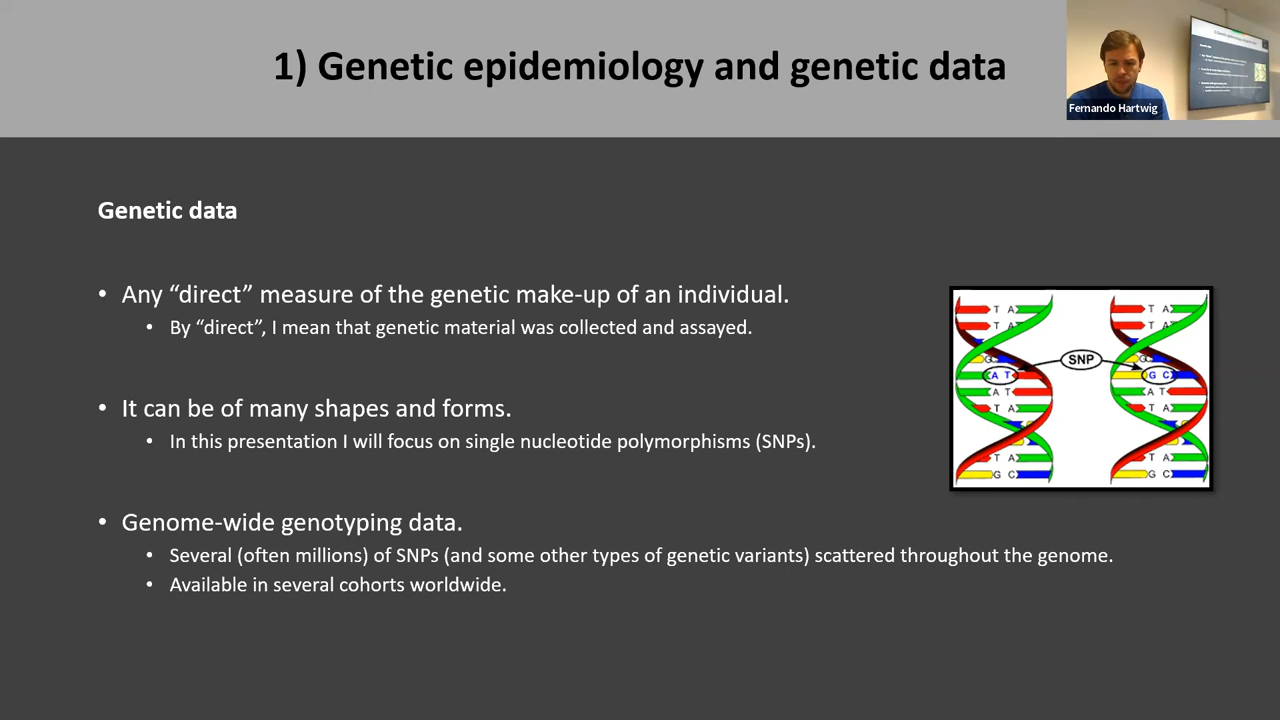 1) Genetic epidemiology and genetic data
Fernando Hartwig
Genetic data
• Any “direct” measure of the genetic make-up of an individual.
• By “direct”, I mean that genetic material was collected and assayed.
• It can be of many shapes and forms.
• In this presentation I will focus on single nucleotide polymorphisms (SNPs).
• Genome-wide genotyping data.
• Several (often millions) of SNPs (and some other types of genetic variants) scattered throughout the genome.
• Available in several cohorts worldwide.
T A
T A
T A
T A
G C
SNP
A T
G C
A T
A T
T A
T A
T A
T A
G C
G C